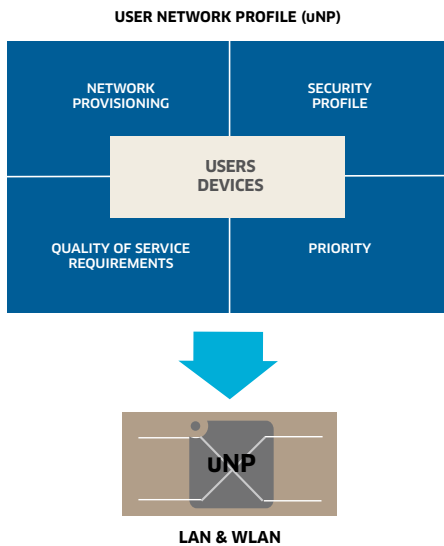 USER NETWORK PROFILE (uNP)
NETWORK
PROVISIONING
SECURITY
PROFILE
USERS
DEVICES
QUALITY OF SERVICE
REQUIREMENTS
PRIORITY
uNP
LAN & WLAN